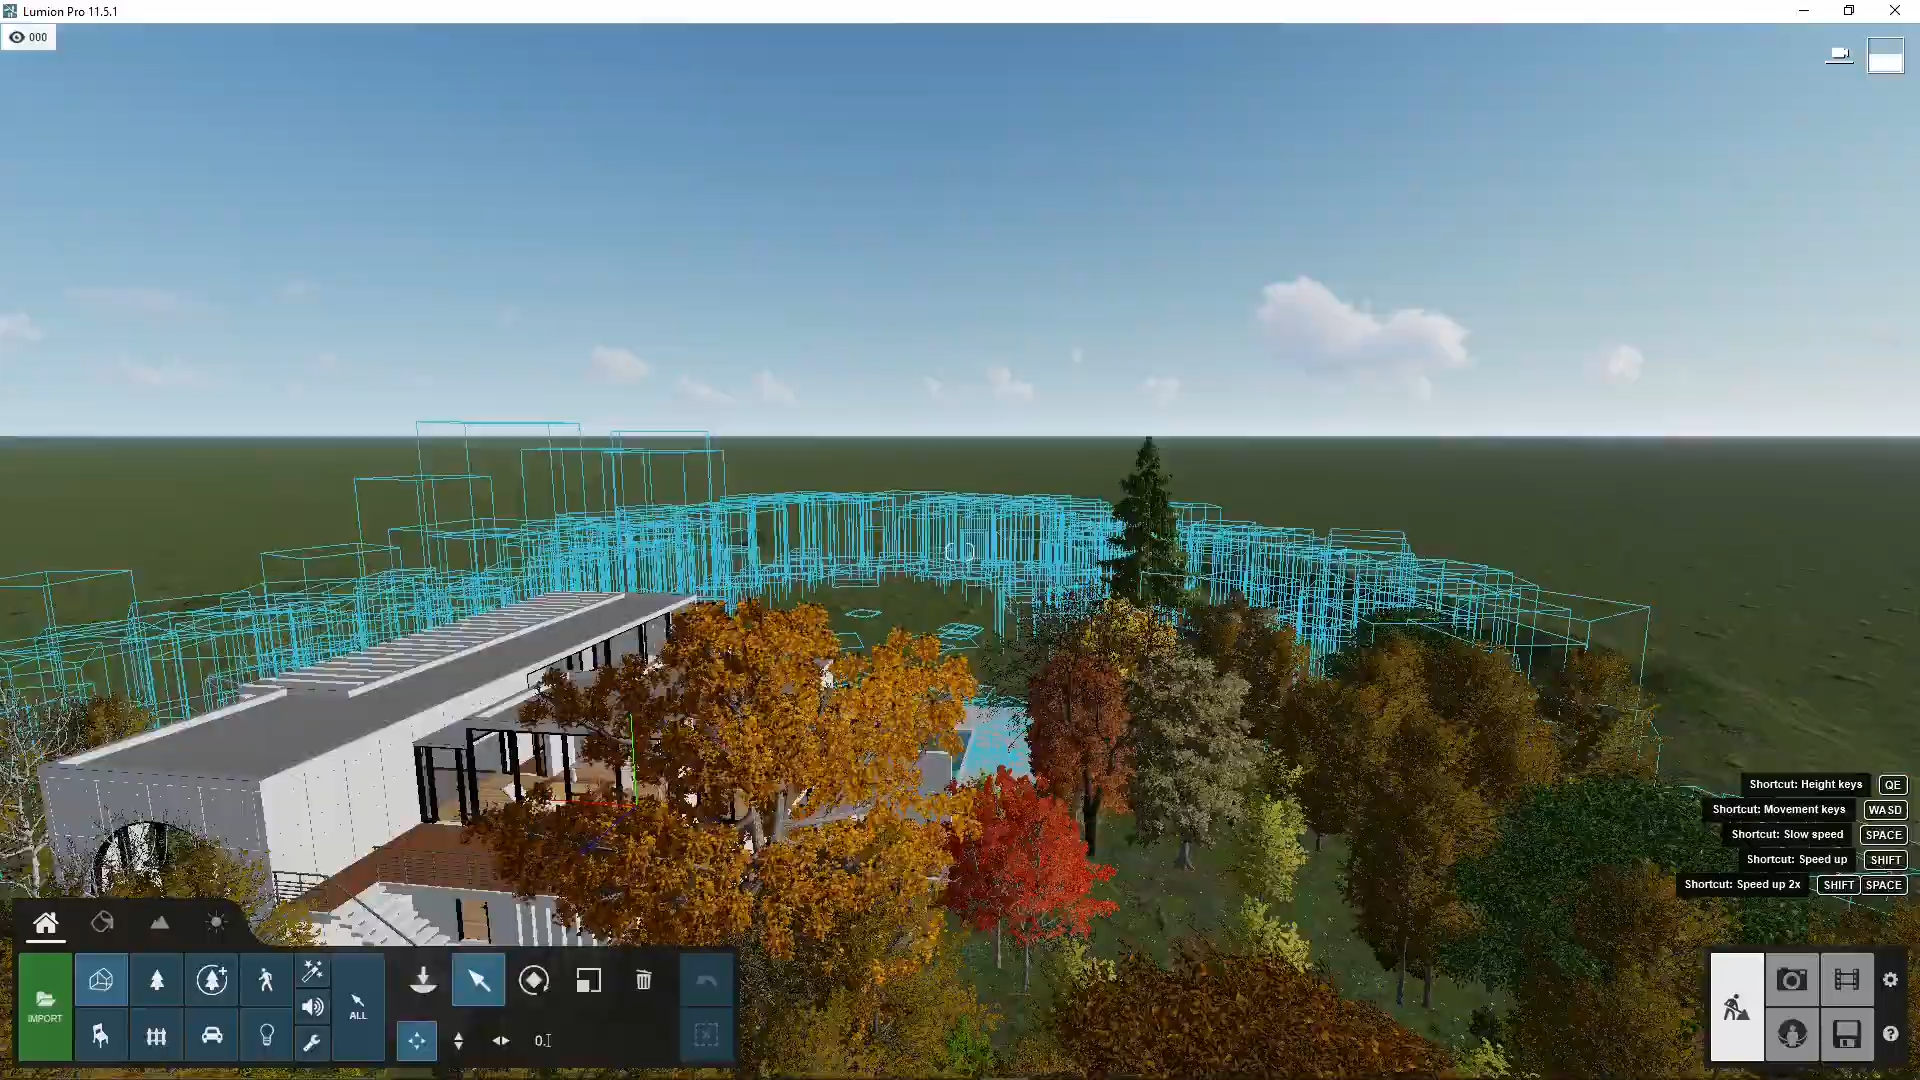 Lumion Pro 11.5.1
000
Shortcut: Height keys QE
Shortcut: Movement keys WASD
Shortcut: Slow speed SPACE
Shortcut: Speed up SHIFT
Shortcut: Speed up 2x SHIFT SPACE
IMPORT
ALL
0.
?